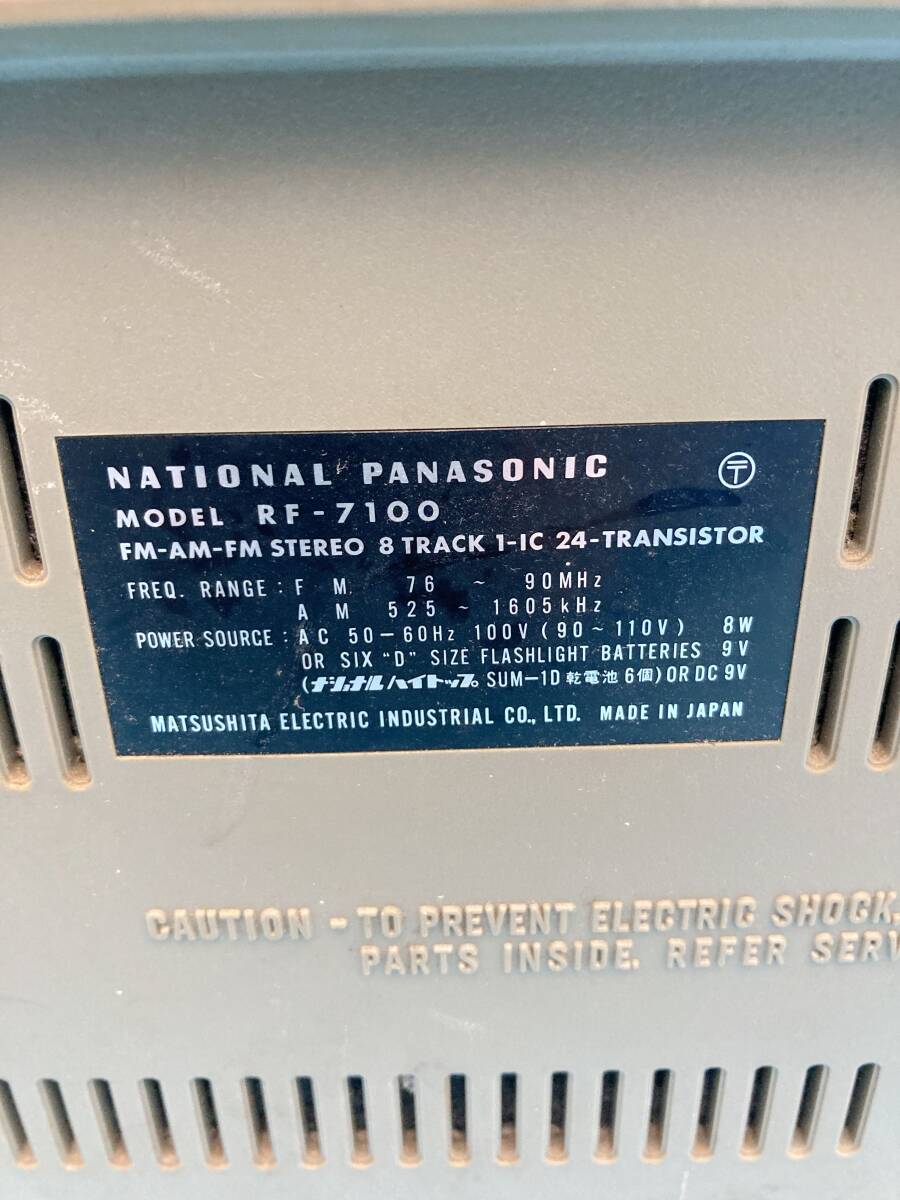 NATIONAL PANASONIC 〒
MODEL RF-7100
FM-AM-FM STEREO 8 TRACK 1-IC 24-TRANSISTOR
FREQ. RANGE : F M 76 ~ 90MHz
A M 525 ~ 1605kHz
POWER SOURCE : AC 50-60Hz 100V (90~110V) 8W
OR SIX "D" SIZE FLASHLIGHT BATTERIES 9V
(ナショナルハイトップ SUM-1D 乾電池 6個) OR DC 9V
MATSUSHITA ELECTRIC INDUSTRIAL CO., LTD. MADE IN JAPAN
CAUTION - TO PREVENT ELECTRIC SHOCK,
PARTS INSIDE. REFER